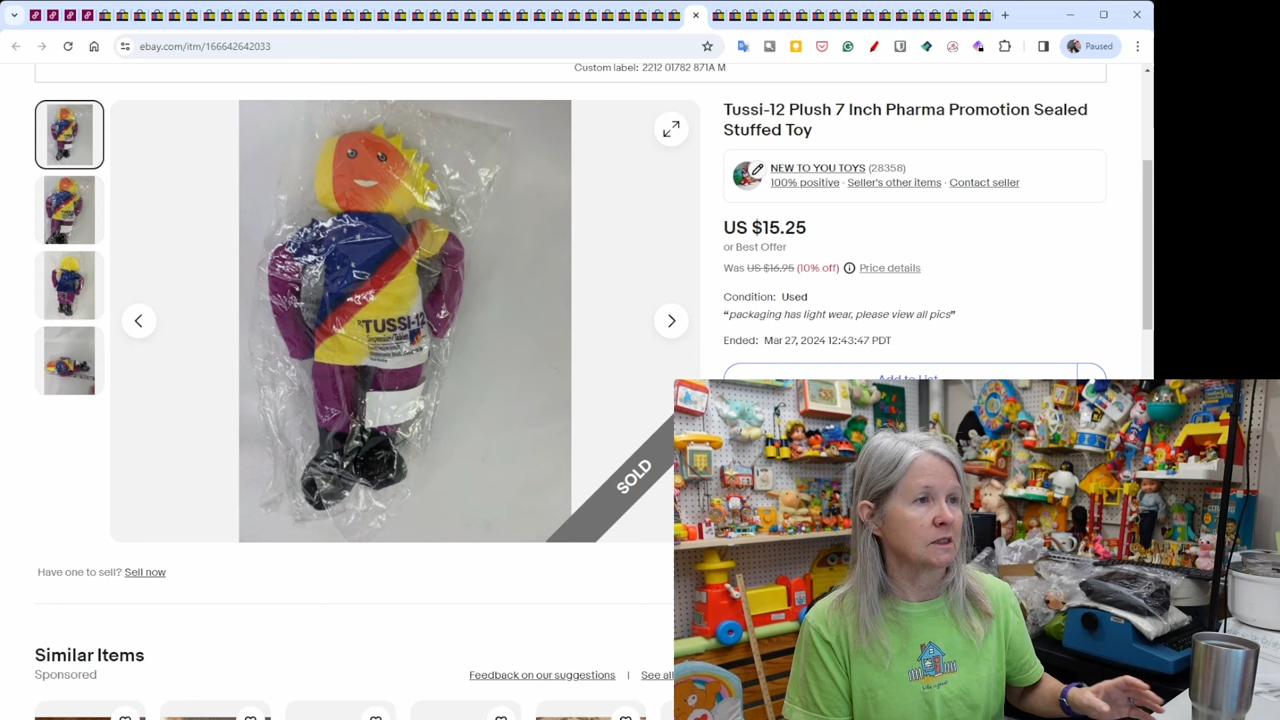 ebay.com/itm/166642642033
Paused
Custom label: 2212 01782 871A M
Tussi-12 Plush 7 Inch Pharma Promotion Sealed
Stuffed Toy
NEW TO YOU TOYS (28358)
100% positive · Seller's other items · Contact seller
US $15.25
or Best Offer
Was US $16.95 (10% off) Price details
Condition: Used
“packaging has light wear, please view all pics”
Ended: Mar 27, 2024 12:43:47 PDT
Add to List
TUSSI-12
SOLD
Have one to sell? Sell now
Similar Items
Sponsored
Feedback on our suggestions | See all